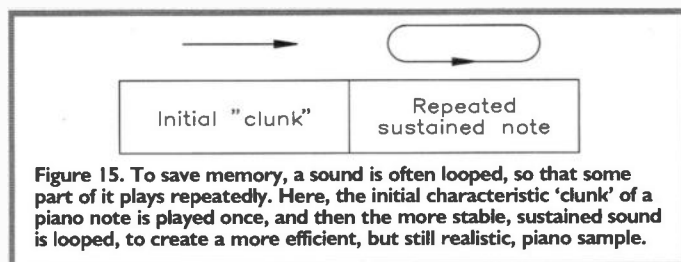 Initial "clunk"
Repeated
sustained note
Figure 15. To save memory, a sound is often looped, so that some
part of it plays repeatedly. Here, the initial characteristic ‘clunk’ of a
piano note is played once, and then the more stable, sustained sound
is looped, to create a more efficient, but still realistic, piano sample.